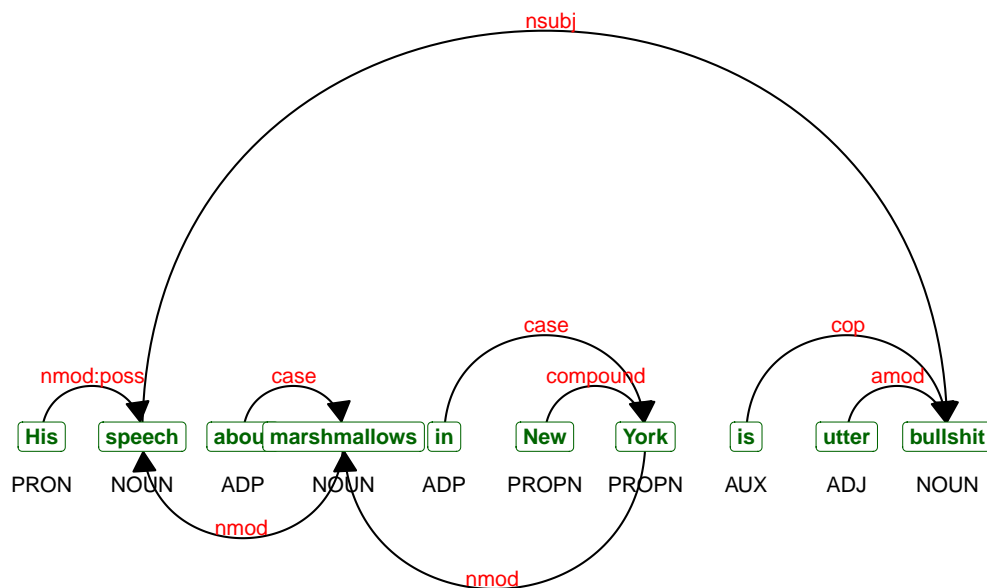 nsubj
case cop
nmod:poss case compound amod
His speech abou marshmallows in New York is utter bullshit
PRON NOUN ADP NOUN ADP PROPN PROPN AUX ADJ NOUN
nmod
nmod